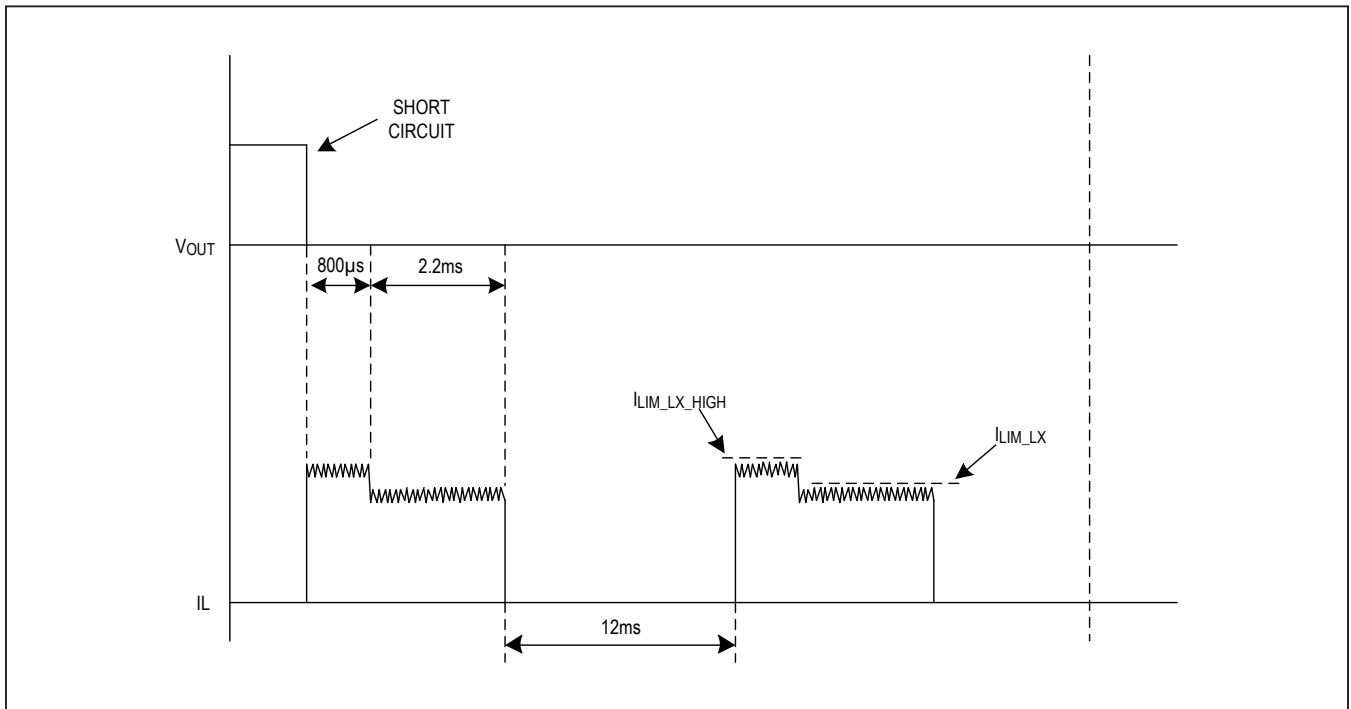 SHORT
CIRCUIT
VOUT
800µs
2.2ms
ILIM_LX_HIGH
ILIM_LX
IL
12ms